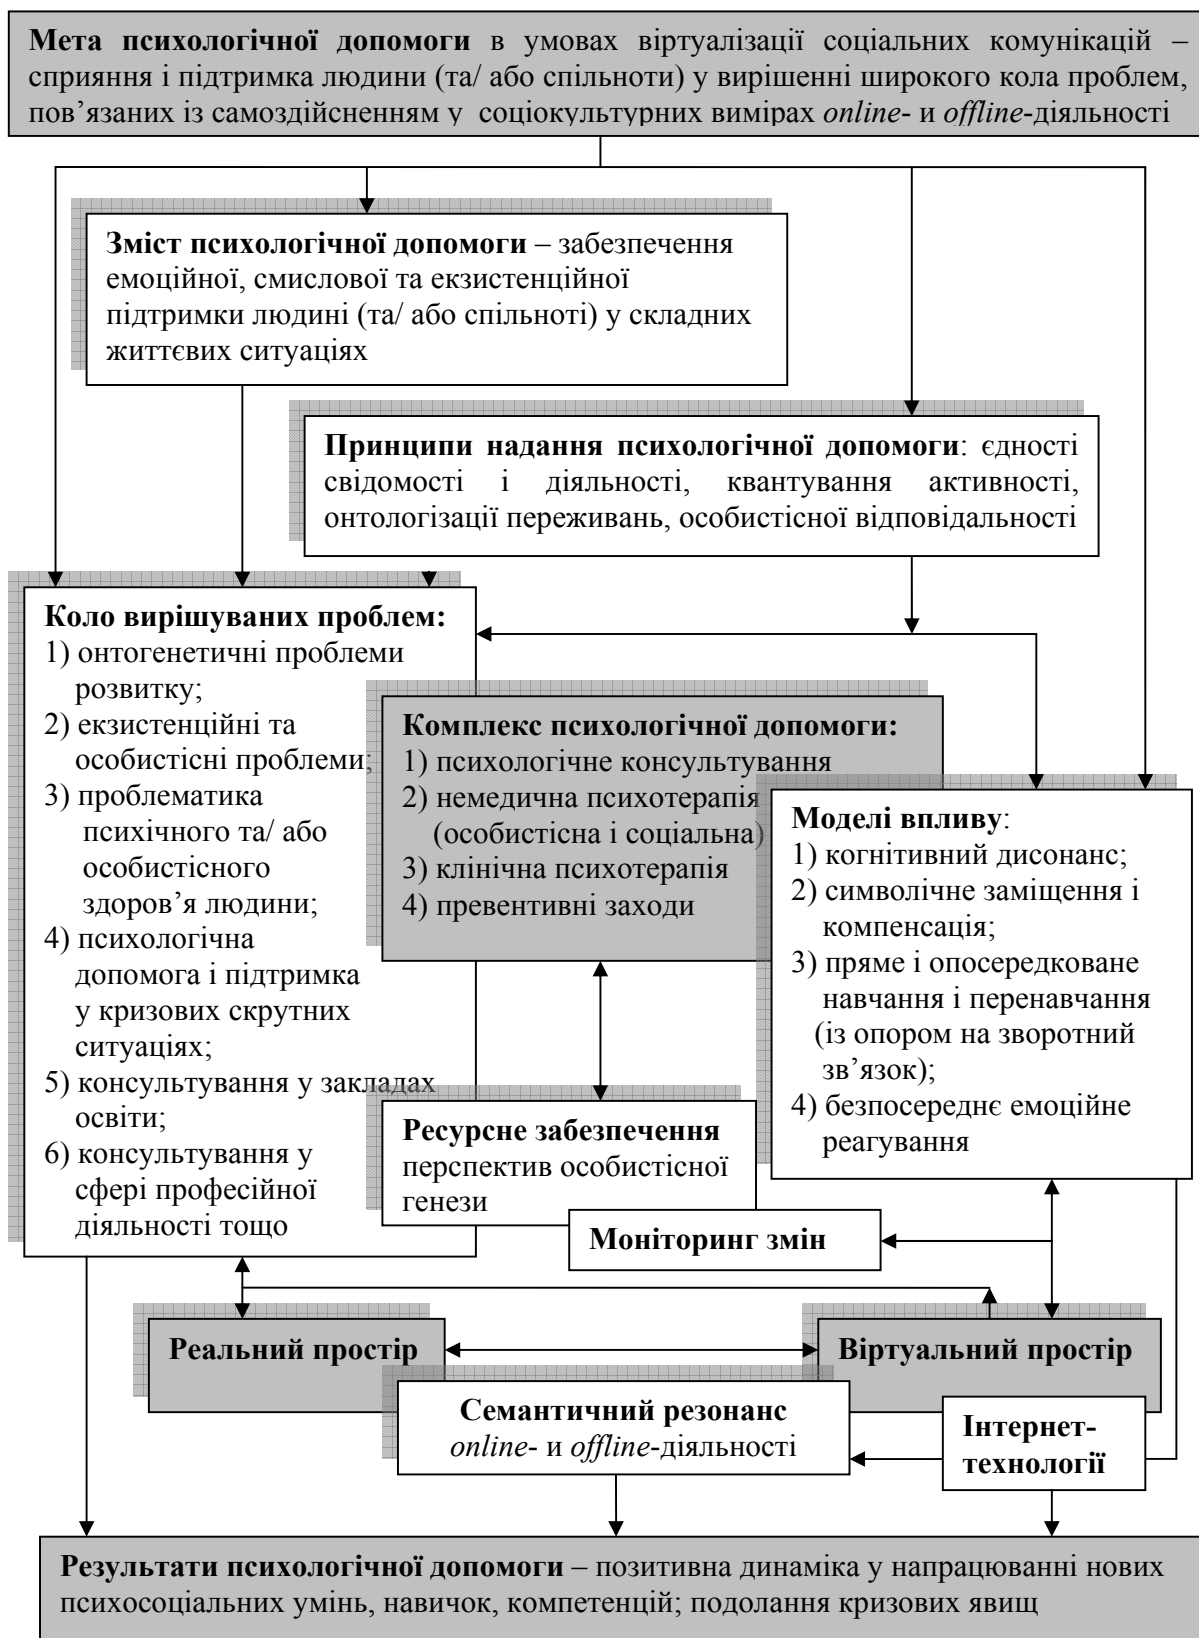 Мета психологічної допомоги в умовах віртуалізації соціальних комунікацій –
сприяння і підтримка людини (та/ або спільноти) у вирішенні широкого кола проблем,
пов’язаних із самоздійсненням у соціокультурних вимірах online- и offline-діяльності
Зміст психологічної допомоги – забезпечення
емоційної, смислової та екзистенційної
підтримки людині (та/ або спільноті) у складних
життєвих ситуаціях
Принципи надання психологічної допомоги: єдності
свідомості і діяльності, квантування активності,
онтологізації переживань, особистісної відповідальності
Коло вирішуваних проблем:
1) онтогенетичні проблеми
розвитку;
2) екзистенційні та
особистісні проблеми;
3) проблематика
психічного та/ або
особистісного
здоров’я людини;
4) психологічна
допомога і підтримка
у кризових скрутних
ситуаціях;
5) консультування у закладах
освіти;
6) консультування у
сфері професійної
діяльності тощо
Комплекс психологічної допомоги:
1) психологічне консультування
2) немедична психотерапія
(особистісна і соціальна)
3) клінічна психотерапія
4) превентивні заходи
Моделі впливу:
1) когнітивний дисонанс;
2) символічне заміщення і
компенсація;
3) пряме і опосередковане
навчання і перенавчання
(із опором на зворотний
зв’язок);
4) безпосереднє емоційне
реагування
Ресурсне забезпечення
перспектив особистісної
генези
Моніторинг змін
Реальний простір
Віртуальний простір
Семантичний резонанс
online- и offline-діяльності
Інтернет-
технології
Результати психологічної допомоги – позитивна динаміка у напрацюванні нових
психосоціальних умінь, навичок, компетенцій; подолання кризових явищ